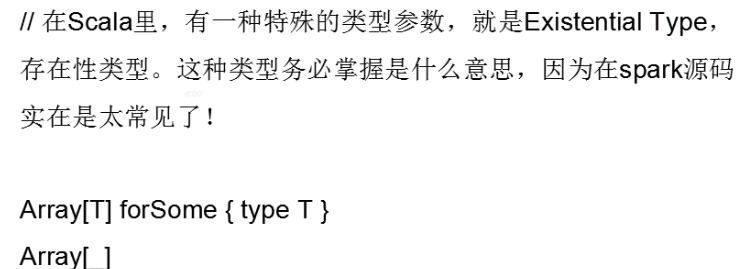 // 在Scala里，有一种特殊的类型参数，就是Existential Type，
存在性类型。这种类型务必掌握是什么意思，因为在spark源码
实在是太常见了！
Array[T] forSome { type T }
Array[_]